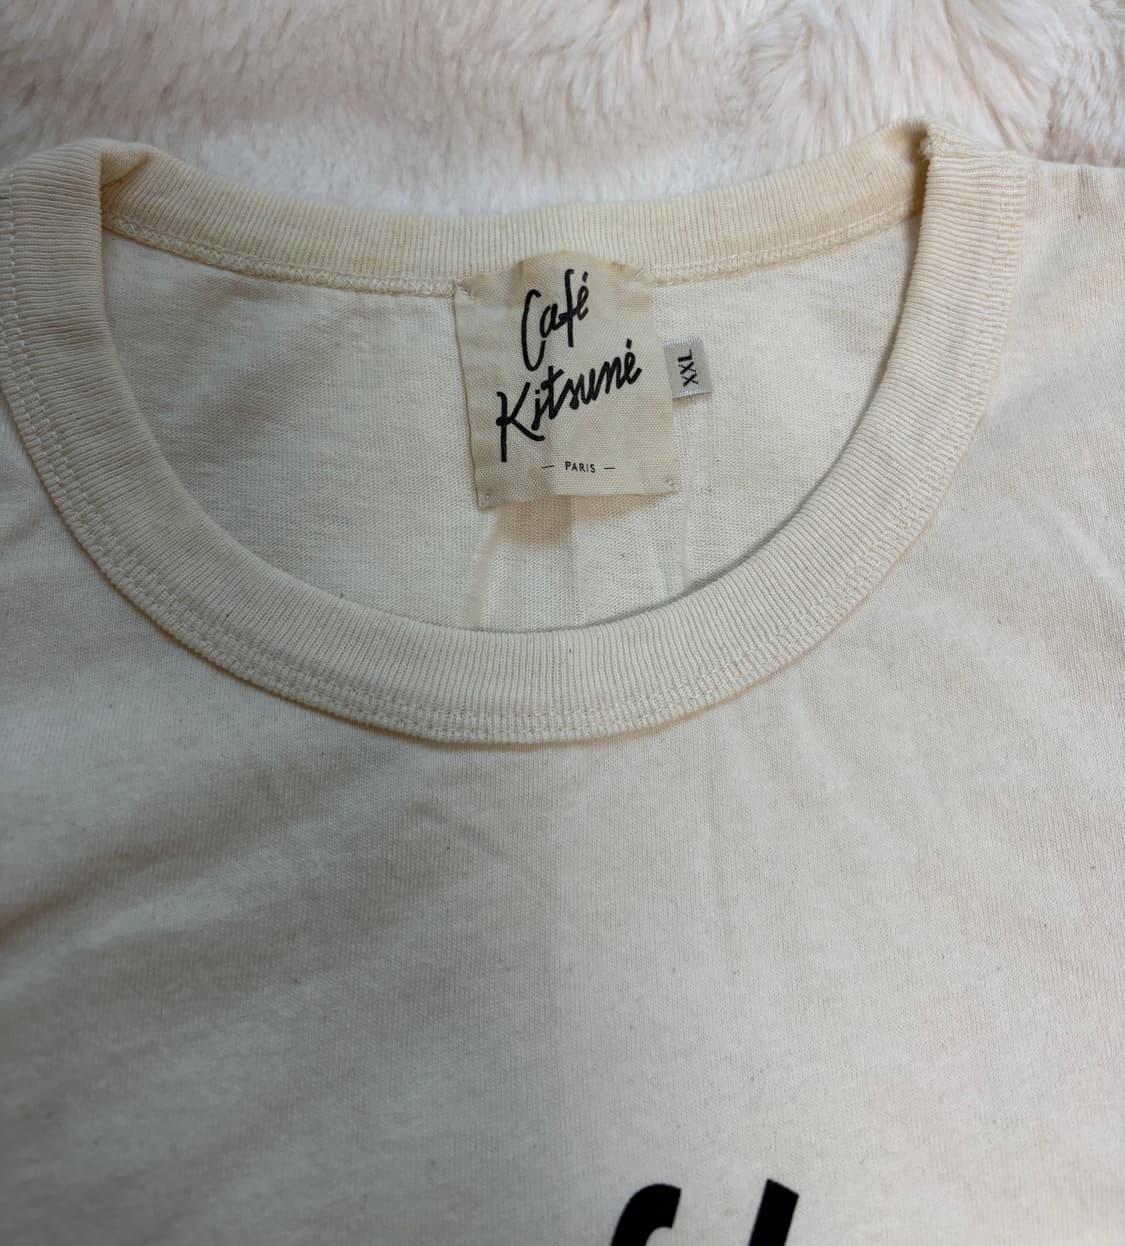 Café
Kitsuné
— PARIS —
XXL